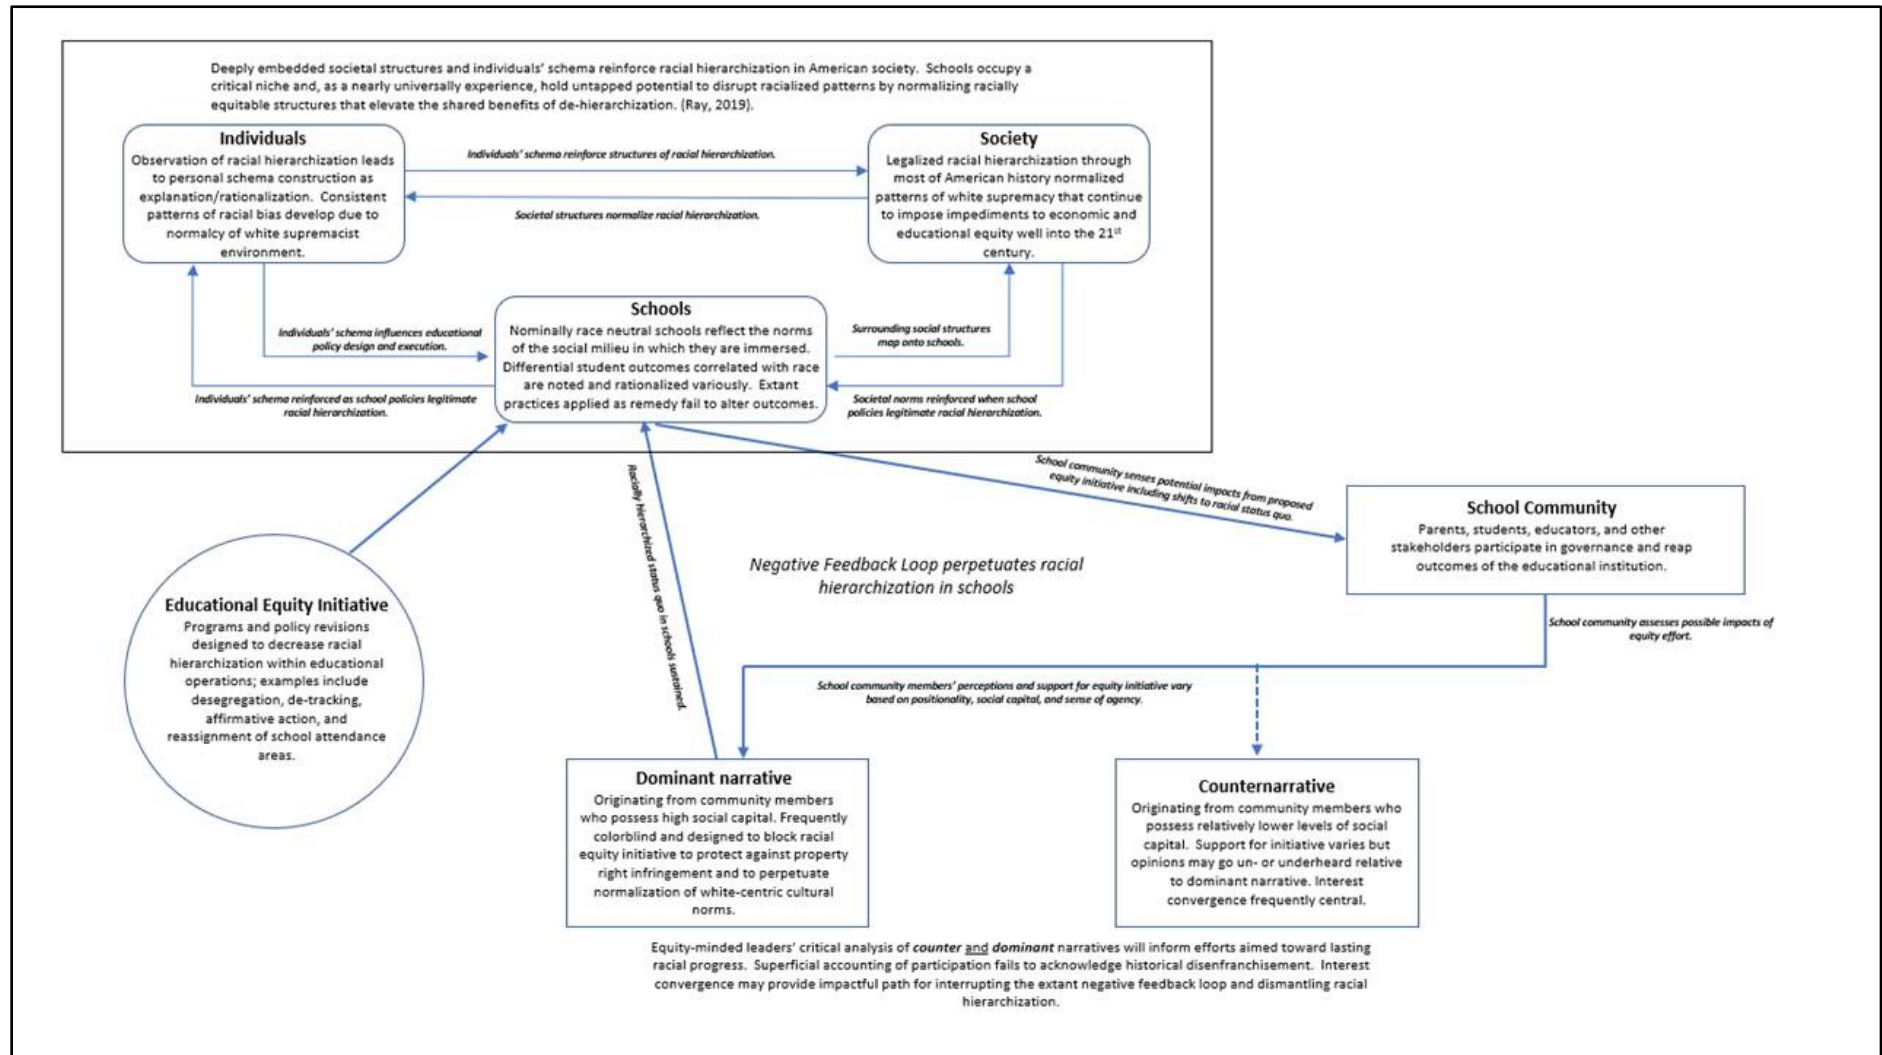 Deeply embedded societal structures and individuals' schema reinforce racial hierarchization in American society.  Schools occupy a
critical niche and, as a nearly universally experience, hold untapped potential to disrupt racialized patterns by normalizing racially
equitable structures that elevate the shared benefits of de-hierarchization. (Ray, 2019).
Individuals
Observation of racial hierarchization leads
to personal schema construction as
explanation/rationalization.  Consistent
patterns of racial bias develop due to
normalcy of white supremacist
environment.
Individuals' schema reinforce structures of racial hierarchization.
Societal structures normalize racial hierarchization.
Society
Legalized racial hierarchization through
most of American history normalized
patterns of white supremacy that continue
to impose impediments to economic and
educational equity well into the 21st
century.
Individuals' schema influences educational
policy design and execution.
Individuals' schema reinforced as school policies legitimate
racial hierarchization.
Schools
Nominally race neutral schools reflect the norms
of the social milieu in which they are immersed.
Differential student outcomes correlated with race
are noted and rationalized variously.  Extant
practices applied as remedy fail to alter outcomes.
Surrounding social structures
map onto schools.
Societal norms reinforced when school
policies legitimate racial hierarchization.
Educational Equity Initiative
Programs and policy revisions
designed to decrease racial
hierarchization within educational
operations; examples include
desegregation, de-tracking,
affirmative action, and
reassignment of school attendance
areas.
Racially hierarchized status quo in schools sustained.
School community senses potential impacts from proposed
equity initiative including shifts to racial status quo.
Negative Feedback Loop perpetuates racial
hierarchization in schools
School Community
Parents, students, educators, and other
stakeholders participate in governance and reap
outcomes of the educational institution.
School community assesses possible impacts of
equity effort.
School community members' perceptions and support for equity initiative vary
based on positionality, social capital, and sense of agency.
Dominant narrative
Originating from community members
who possess high social capital. Frequently
colorblind and designed to block racial
equity initiative to protect against property
right infringement and to perpetuate
normalization of white-centric cultural
norms.
Counternarrative
Originating from community members who
possess relatively lower levels of social
capital.  Support for initiative varies but
opinions may go un- or underheard relative
to dominant narrative. Interest
convergence frequently central.
Equity-minded leaders' critical analysis of counter and dominant narratives will inform efforts aimed toward lasting
racial progress.  Superficial accounting of participation fails to acknowledge historical disenfranchisement.  Interest
convergence may provide impactful path for interrupting the extant negative feedback loop and dismantling racial
hierarchization.